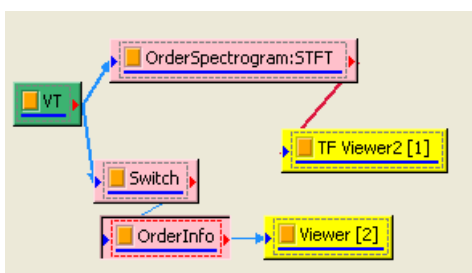 OrderSpectrogram:STFT
VT
TF Viewer2 [1]
Switch
OrderInfo
Viewer [2]